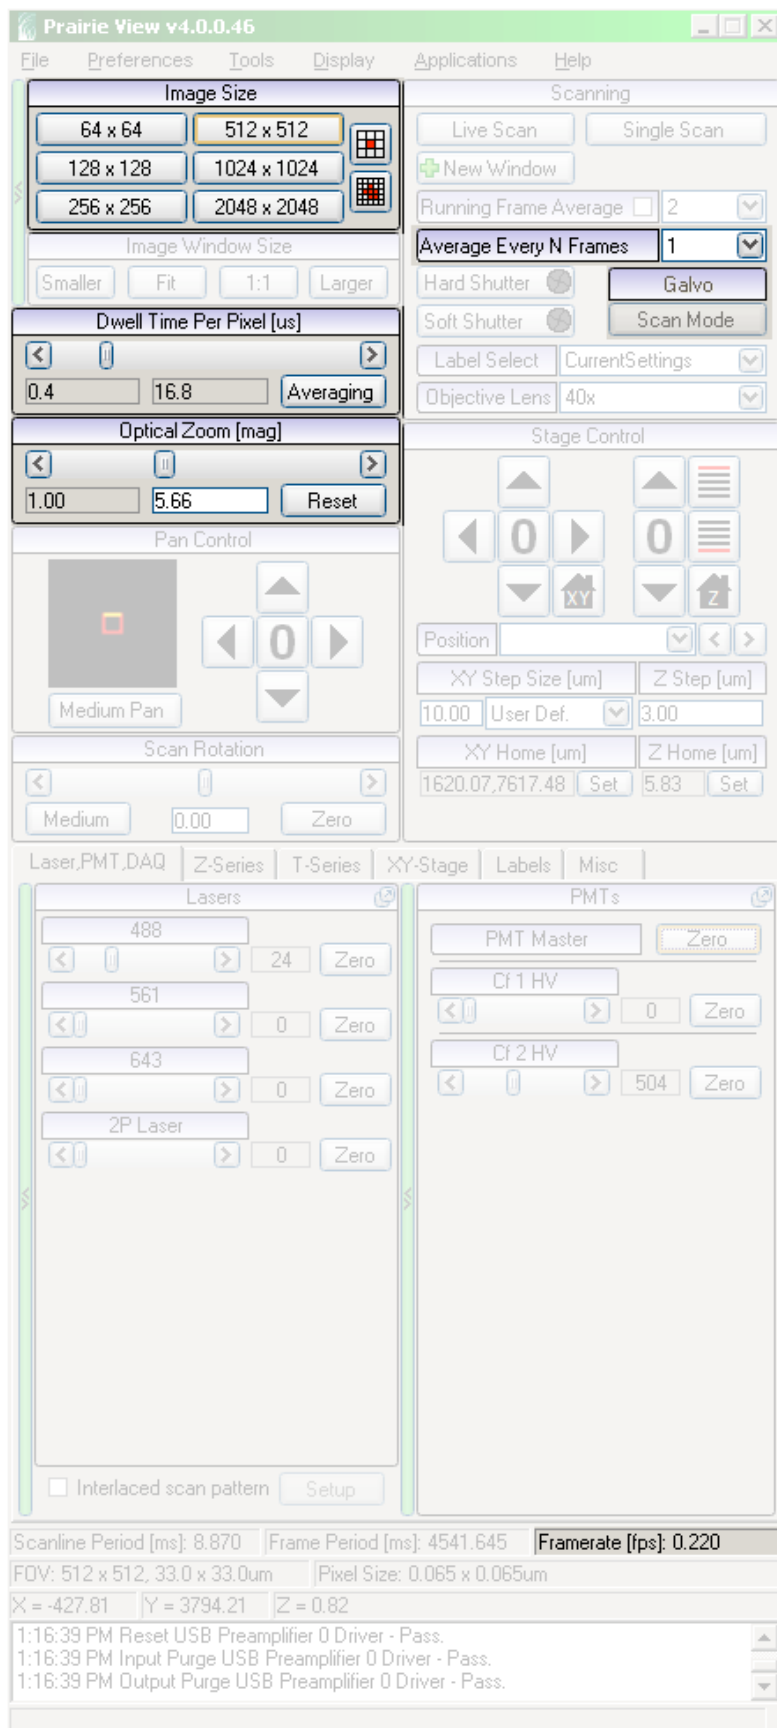 Prairie View v4.0.0.46
File Preferences Tools Display Applications Help
Image Size
64 x 64 512 x 512
128 x 128 1024 x 1024
256 x 256 2048 x 2048
Image Window Size
Smaller Fit 1:1 Larger
Dwell Time Per Pixel [us]
0.4 16.8 Averaging
Optical Zoom [mag]
1.00 5.66 Reset
Pan Control
0
Medium Pan
Scan Rotation
Medium 0.00 Zero
Scanning
Live Scan Single Scan
New Window
Running Frame Average 2
Average Every N Frames 1
Hard Shutter Galvo
Soft Shutter Scan Mode
Label Select CurrentSettings
Objective Lens 40x
Stage Control
0 0
XY Z
Position
XY Step Size [um] Z Step [um]
10.00 User Def. 3.00
XY Home [um] Z Home [um]
1620.07,7617.48 Set 5.83 Set
Laser,PMT,DAQ Z-Series T-Series XY-Stage Labels Misc
Lasers
488
24 Zero
561
0 Zero
643
0 Zero
2P Laser
0 Zero
Interlaced scan pattern Setup
PMTs
PMT Master Zero
Cf 1 HV
0 Zero
Cf 2 HV
504 Zero
Scanline Period [ms]: 8.870 Frame Period [ms]: 4541.645 Framerate [fps]: 0.220
FOV: 512 x 512, 33.0 x 33.0um Pixel Size: 0.065 x 0.065um
X = -427.81 Y = 3794.21 Z = 0.82
1:16:39 PM Reset USB Preamplifier 0 Driver - Pass.
1:16:39 PM Input Purge USB Preamplifier 0 Driver - Pass.
1:16:39 PM Output Purge USB Preamplifier 0 Driver - Pass.